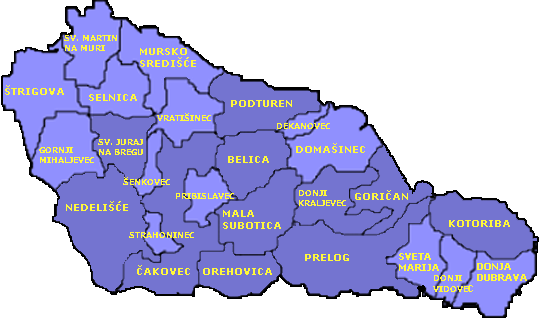 SV. MARTIN
NA MURI
MURSKO
SREDIŠĆE
ŠTRIGOVA
SELNICA
PODTUREN
VRATIŠINEC
DEKANOVEC
GORNJI
MIHALJEVEC
SV. JURAJ
NA BREGU
DOMAŠINEC
BELICA
ŠENKOVEC
PRIBISLAVEC
DONJI
KRALJEVEC
GORIČAN
NEDELIŠĆE
MALA
SUBOTICA
KOTORIBA
STRAHONINEC
PRELOG
SVETA
MARIJA
ČAKOVEC
OREHOVICA
DONJI
VIDOVEC
DONJA
DUBRAVA